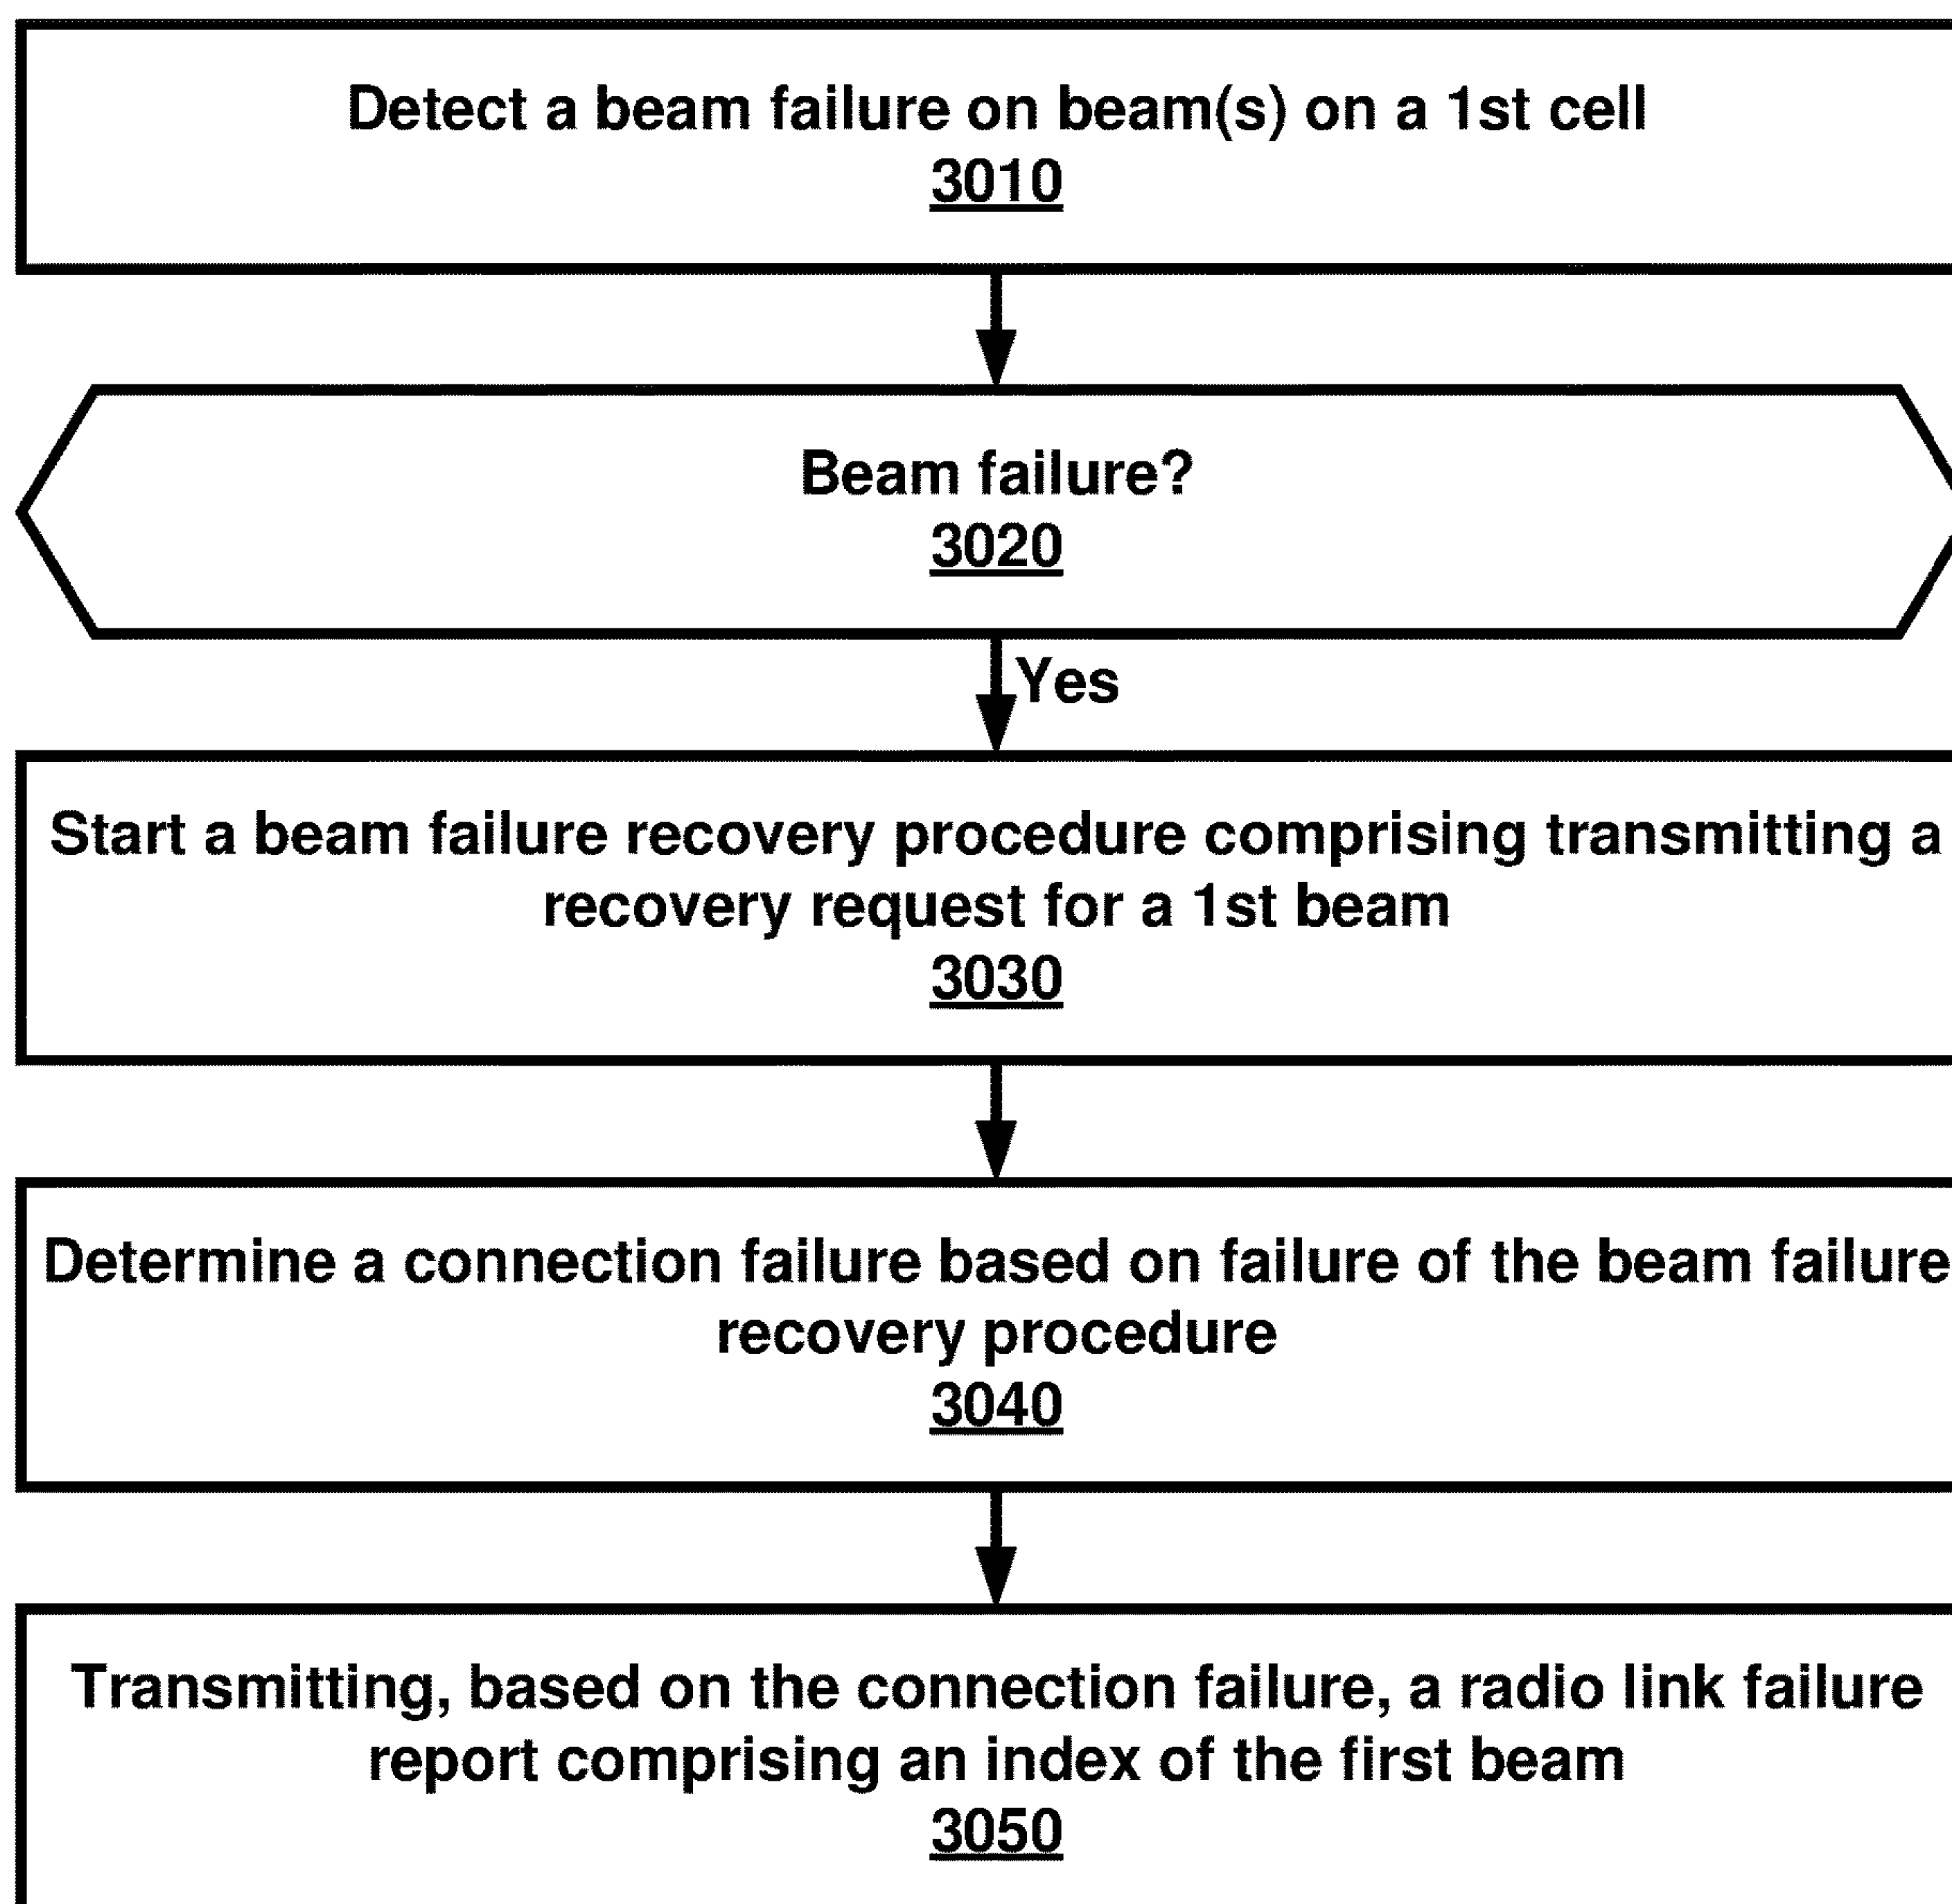 Detect a beam failure on beam(s) on a 1st cell
3010
Beam failure?
3020
Yes
Start a beam failure recovery procedure comprising transmitting a
recovery request for a 1st beam
3030
Determine a connection failure based on failure of the beam failure
recovery procedure
3040
Transmitting, based on the connection failure, a radio link failure
report comprising an index of the first beam
3050